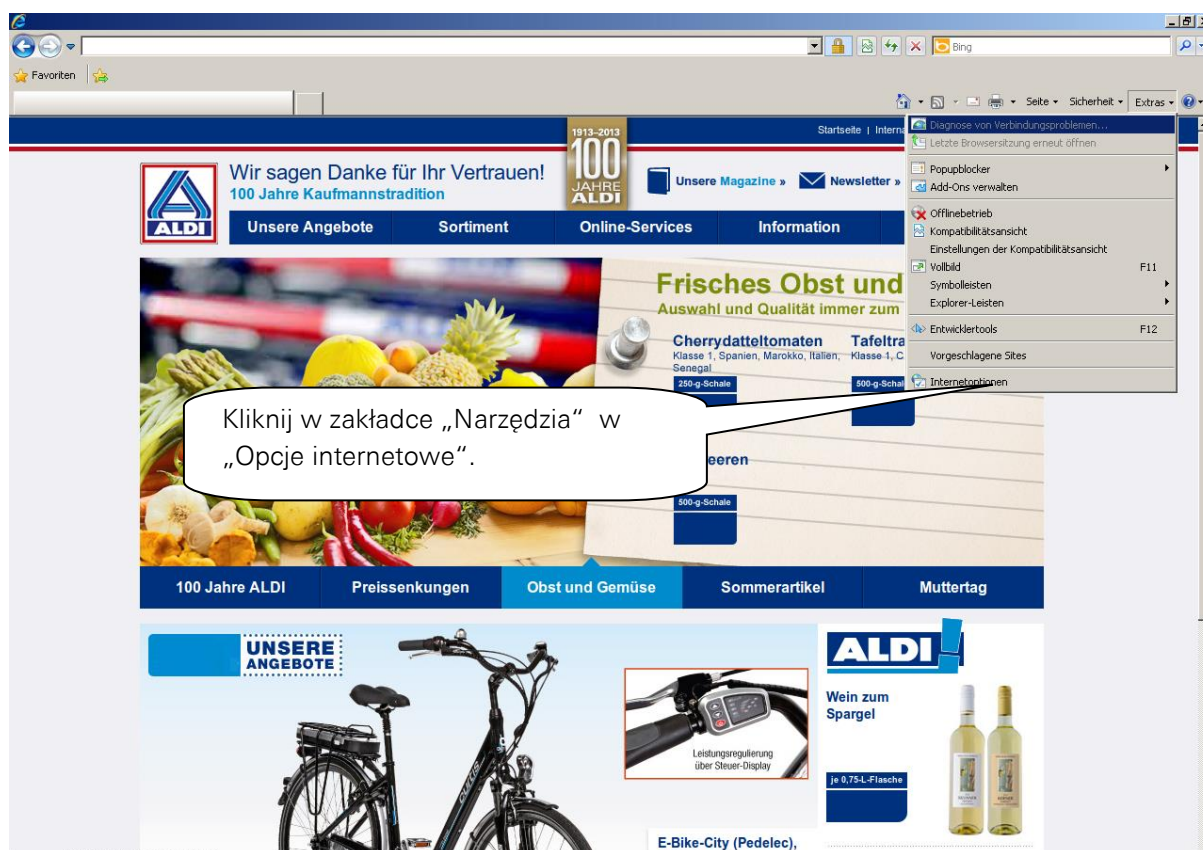 Bing
Favoriten
Seite Sicherheit Extras
Startseite | Interna
Diagnose von Verbindungsproblemen...
Letzte Browsersitzung erneut öffnen
Popupblocker
Add-Ons verwalten
Offlinebetrieb
Kompatibilitätsansicht
Einstellungen der Kompatibilitätsansicht
Vollbild F11
Symbolleisten
Explorer-Leisten
Entwicklertools F12
Vorgeschlagene Sites
Internetoptionen
1913–2013
100
JAHRE
ALDI
ALDI
Wir sagen Danke für Ihr Vertrauen!
100 Jahre Kaufmannstradition
Unsere Magazine » Newsletter »
Unsere Angebote Sortiment Online-Services Information
Frisches Obst und
Auswahl und Qualität immer zum
Cherrydatteltomaten
Klasse 1, Spanien, Marokko, Italien,
Senegal
250-g-Schale
Tafeltra
Klasse 1, C
500-g-Schal
Kliknij w zakładce „Narzędzia“ w
„Opcje internetowe“.
eeren
500-g-Schale
100 Jahre ALDI Preissenkungen Obst und Gemüse Sommerartikel Muttertag
UNSERE
ANGEBOTE
Leistungsregulierung
über Steuer-Display
E-Bike-City (Pedelec),
ALDI
Wein zum
Spargel
je 0,75-L-Flasche